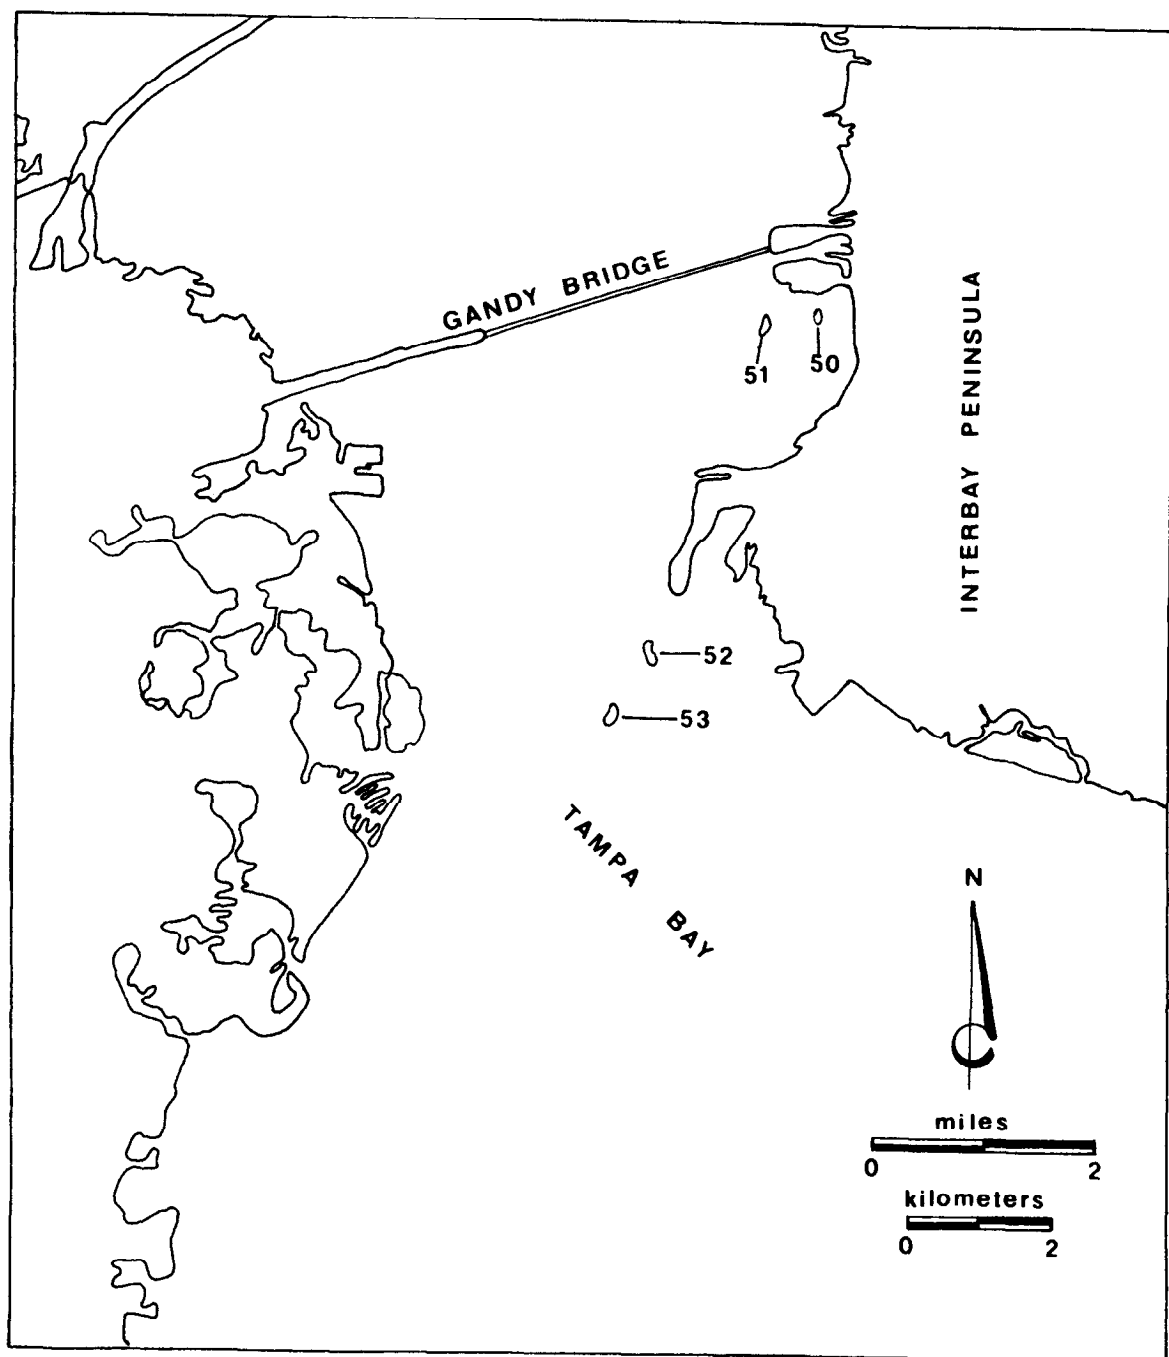 GANDY BRIDGE
51
50
INTERBAY PENINSULA
52
53
TAMPA BAY
N
miles
0 2
kilometers
0 2